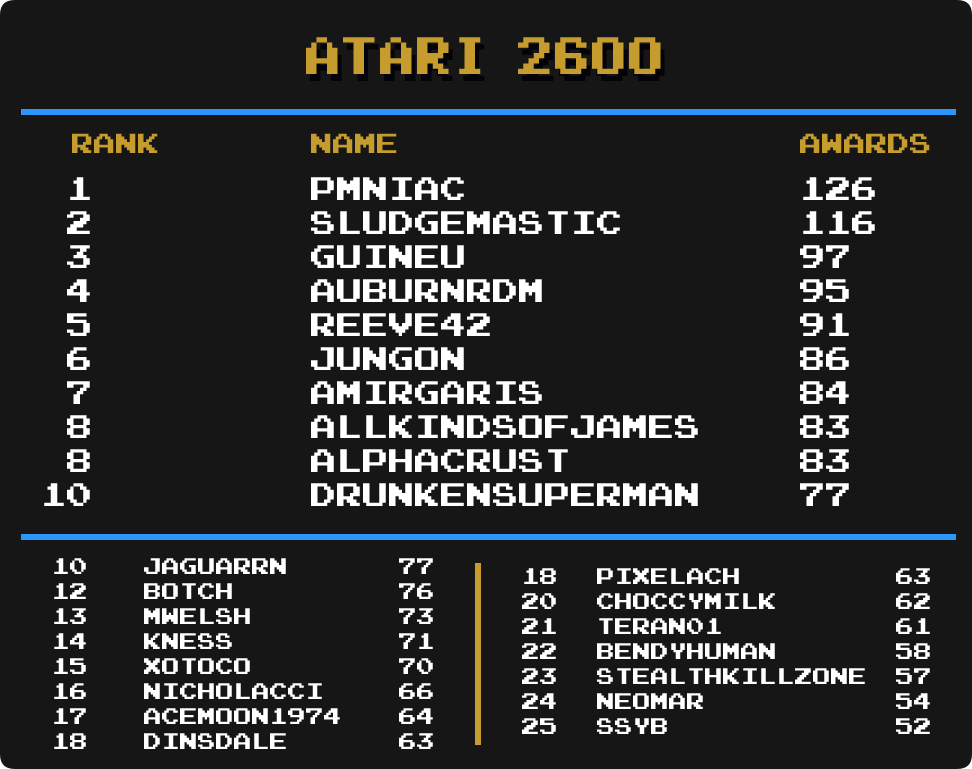 ATARI 2600
RANK NAME AWARDS
1 PMNIAC 126
2 SLUDGEMASTIC 116
3 GUINEU 97
4 AUBURNRDM 95
5 REEVE42 91
6 JUNGON 86
7 AMIRGARIS 84
8 ALLKINDSOFJAMES 83
8 ALPHACRUST 83
10 DRUNKENSUPERMAN 77
10 JAGUARRN 77
12 BOTCH 76
13 MWELSH 73
14 KNESS 71
15 XOTOCO 70
16 NICHOLACCI 66
17 ACEMOON1974 64
18 DINSDALE 63
18 PIXELACH 63
20 CHOCCYMILK 62
21 TERANO1 61
22 BENDYHUMAN 58
23 STEALTHKILLZONE 57
24 NEOMAR 54
25 SSYB 52